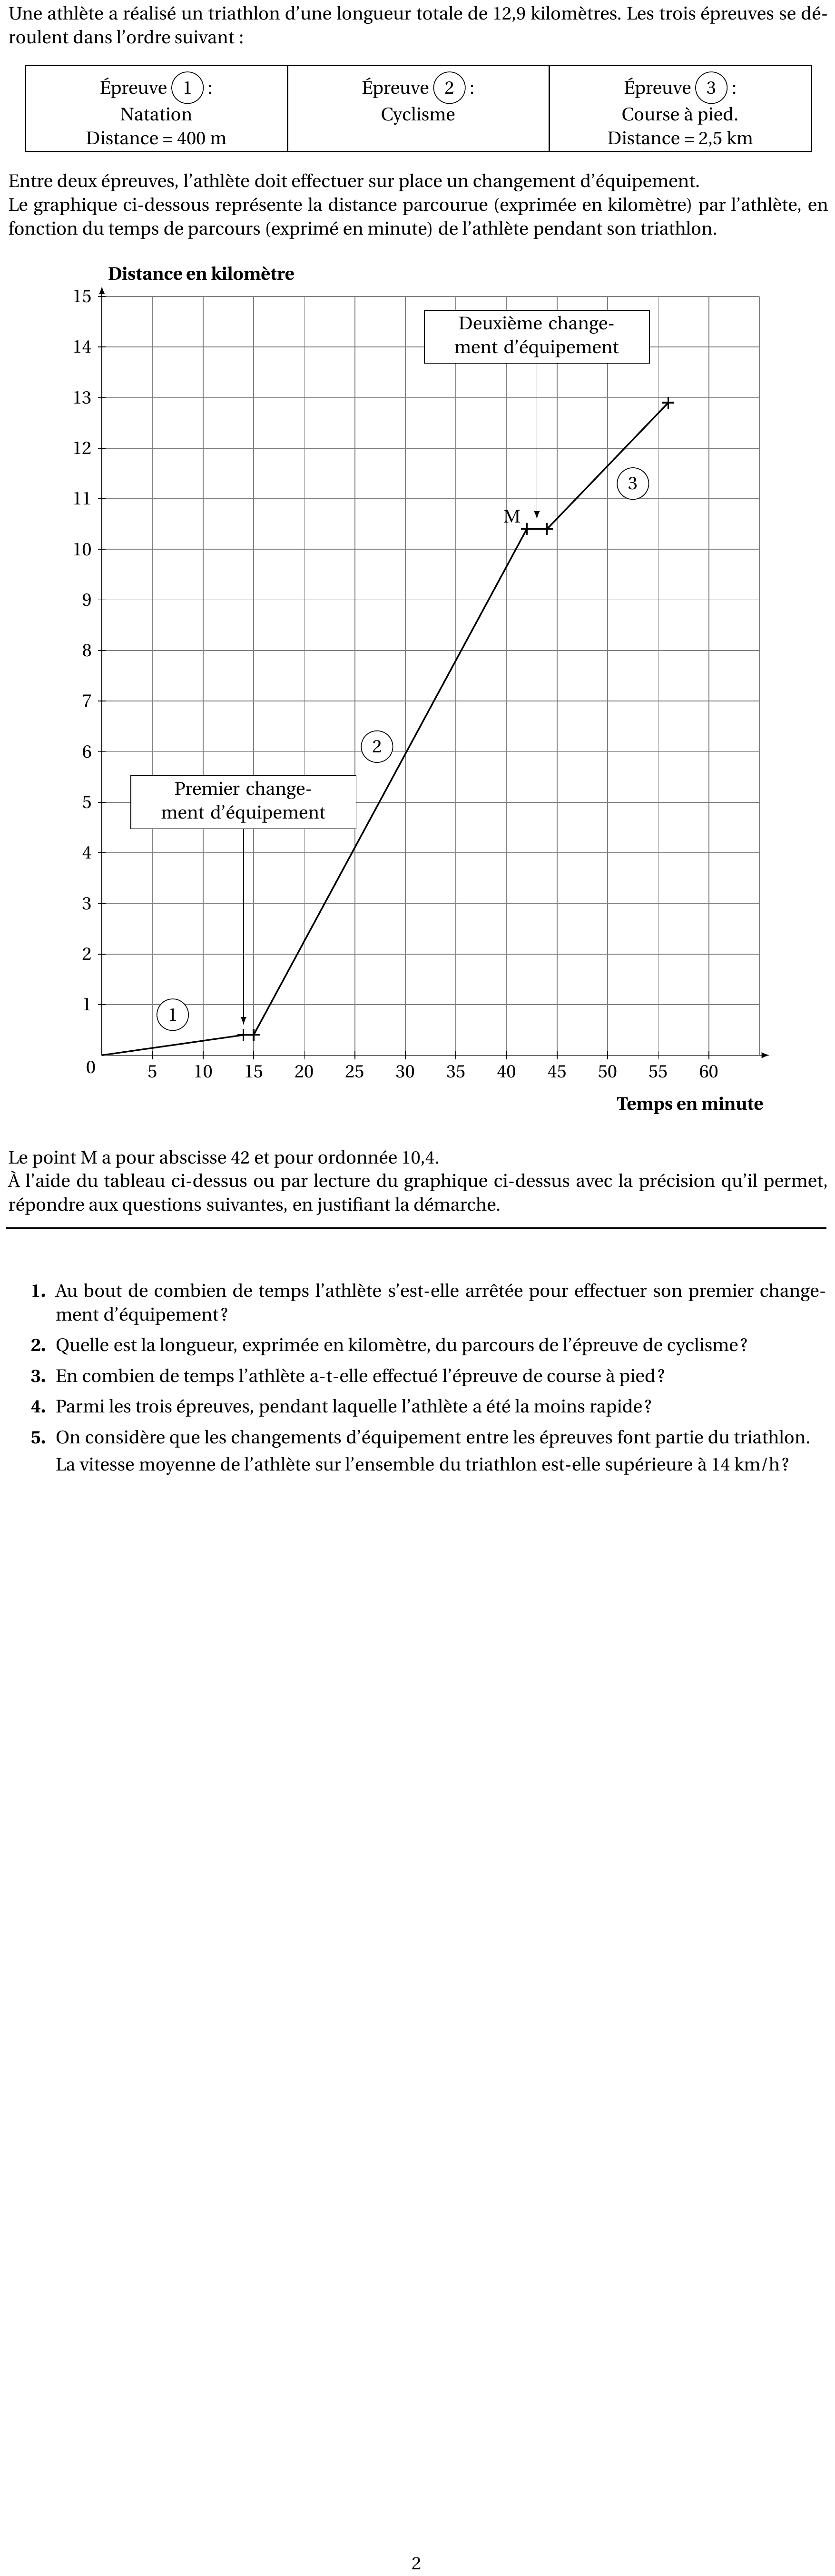 Une athlète a réalisé un triathlon d'une longueur totale de 12,9 kilomètres. Les trois épreuves se dé-
roulent dans l'ordre suivant :
Épreuve 1 :
Natation
Distance = 400 m
Épreuve 2 :
Cyclisme
Épreuve 3 :
Course à pied.
Distance = 2,5 km
Entre deux épreuves, l'athlète doit effectuer sur place un changement d'équipement.
Le graphique ci-dessous représente la distance parcourue (exprimée en kilomètre) par l'athlète, en
fonction du temps de parcours (exprimé en minute) de l'athlète pendant son triathlon.
Distance en kilomètre
15
14
13
12
11
10
9
8
7
6
5
4
3
2
1
0
Deuxième change-
ment d'équipement
3
M
2
Premier change-
ment d'équipement
1
5 10 15 20 25 30 35 40 45 50 55 60
Temps en minute
Le point M a pour abscisse 42 et pour ordonnée 10,4.
À l'aide du tableau ci-dessus ou par lecture du graphique ci-dessus avec la précision qu'il permet,
répondre aux questions suivantes, en justifiant la démarche.
1. Au bout de combien de temps l'athlète s'est-elle arrêtée pour effectuer son premier change-
ment d'équipement ?
2. Quelle est la longueur, exprimée en kilomètre, du parcours de l'épreuve de cyclisme ?
3. En combien de temps l'athlète a-t-elle effectué l'épreuve de course à pied ?
4. Parmi les trois épreuves, pendant laquelle l'athlète a été la moins rapide ?
5. On considère que les changements d'équipement entre les épreuves font partie du triathlon.
La vitesse moyenne de l'athlète sur l'ensemble du triathlon est-elle supérieure à 14 km/h ?
2